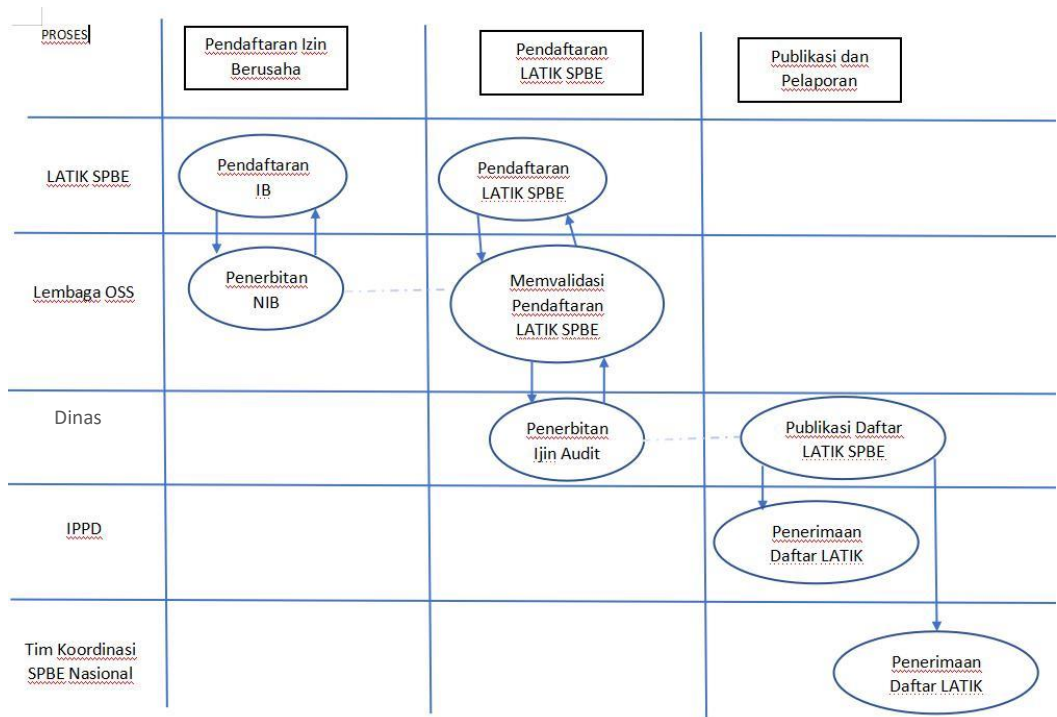 PROSES
Pendaftaran Izin
Berusaha
Pendaftaran
LATIK SPBE
Publikasi dan
Pelaporan
LATIK SPBE
Pendaftaran
IB
Pendaftaran
LATIK SPBE
Lembaga OSS
Penerbitan
NIB
Memvalidasi
Pendaftaran
LATIK SPBE
Dinas
Penerbitan
Ijin Audit
Publikasi Daftar
LATIK SPBE
IPPD
Penerimaan
Daftar LATIK
Tim Koordinasi
SPBE Nasional
Penerimaan
Daftar LATIK